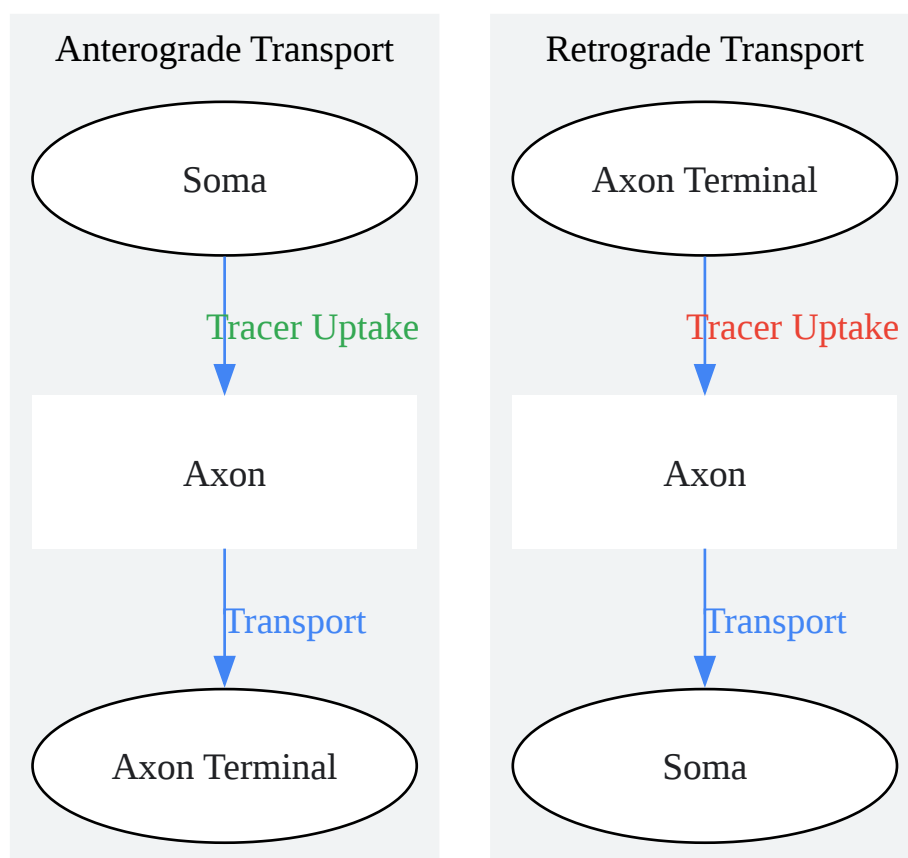 Anterograde Transport
Soma
Tracer Uptake
Axon
Transport
Axon Terminal
Retrograde Transport
Axon Terminal
Tracer Uptake
Axon
Transport
Soma